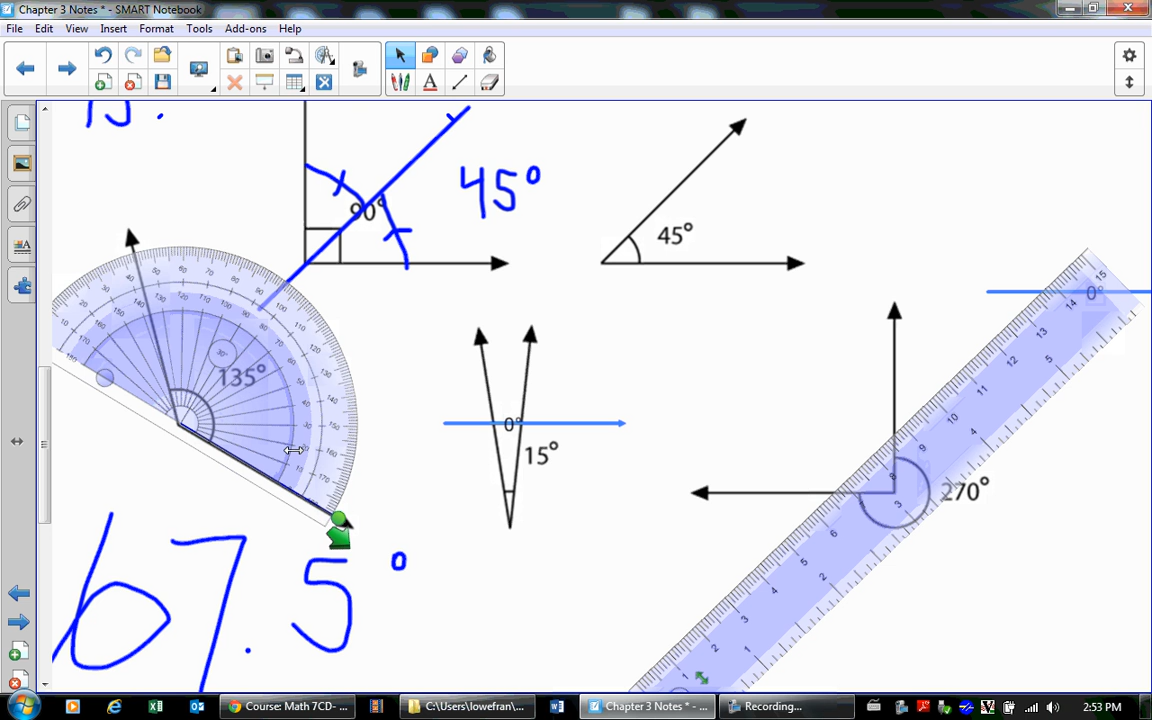 Chapter 3 Notes * - SMART Notebook
File Edit View Insert Format Tools Add-ons Help
90°
45°
45°
135°
30°
0°
15°
0°
270°
67.5°
Course: Math 7CD- ...
C:\Users\lowefran\...
Chapter 3 Notes * - ...
Recording...
2:53 PM